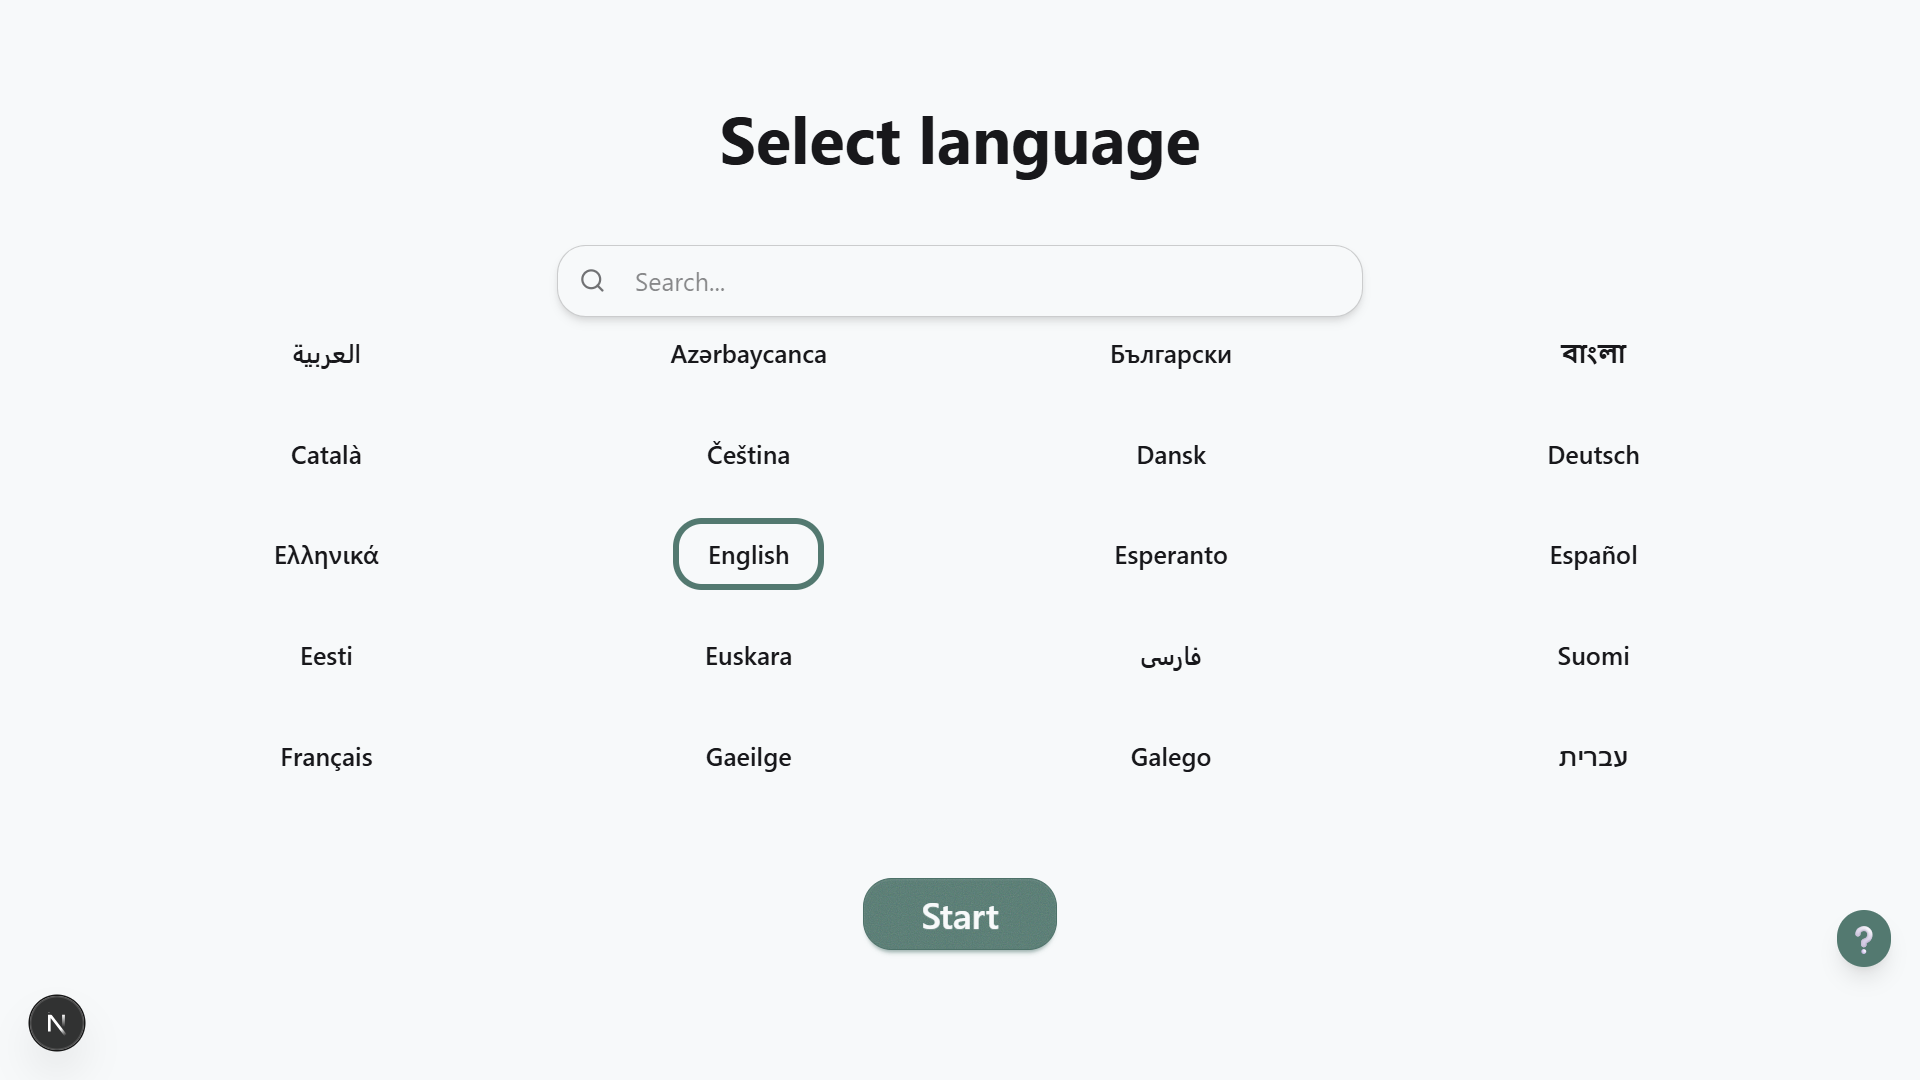 Select language
Search...
العربية
Azərbaycanca
Български
বাংলা
Català
Čeština
Dansk
Deutsch
Ελληνικά
English
Esperanto
Español
Eesti
Euskara
فارسی
Suomi
Français
Gaeilge
Galego
עברית
Start
?
N